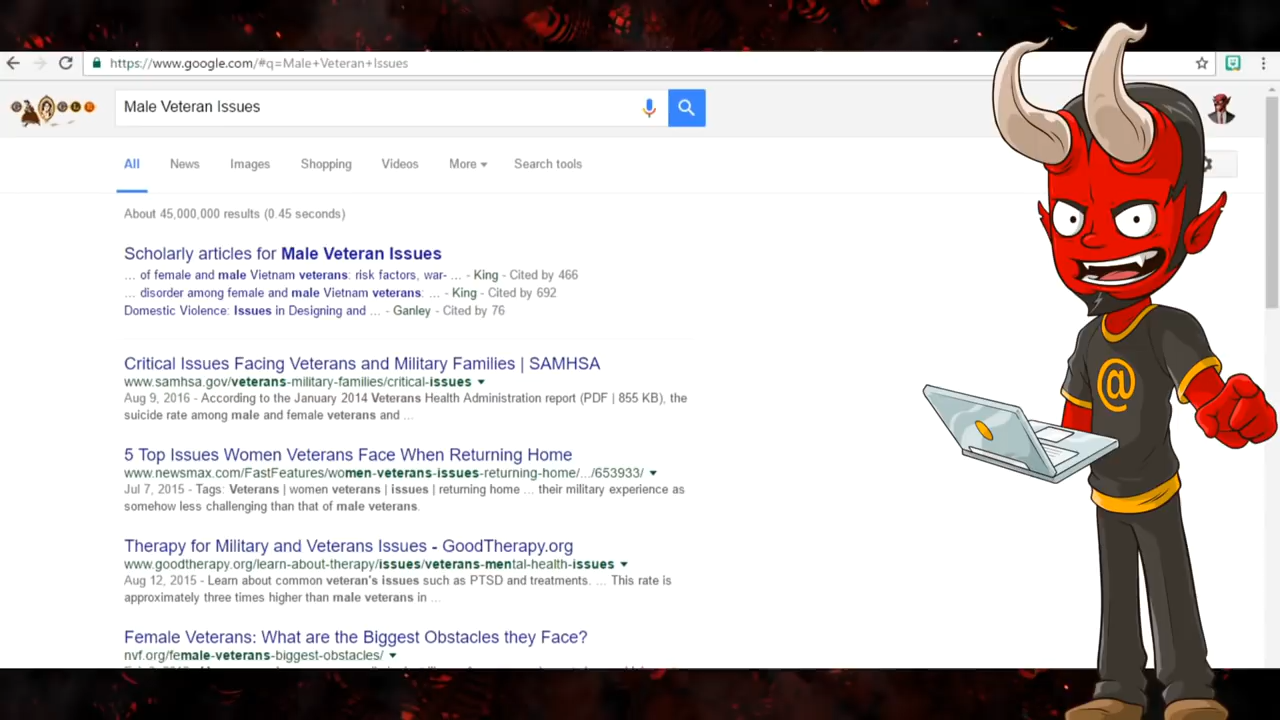 https://www.google.com/#q=Male+Veteran+Issues
Male Veteran Issues
All News Images Shopping Videos More Search tools
About 45,000,000 results (0.45 seconds)
Scholarly articles for Male Veteran Issues
... of female and male Vietnam veterans: risk factors, war- ... - King - Cited by 466
... disorder among female and male Vietnam veterans: ... - King - Cited by 692
Domestic Violence: Issues in Designing and ... - Ganley - Cited by 76
Critical Issues Facing Veterans and Military Families | SAMHSA
www.samhsa.gov/veterans-military-families/critical-issues
Aug 9, 2016 - According to the January 2014 Veterans Health Administration report (PDF | 855 KB), the
suicide rate among male and female veterans and ...
5 Top Issues Women Veterans Face When Returning Home
www.newsmax.com/FastFeatures/women-veterans-issues-returning-home/.../653933/
Jul 7, 2015 - Tags: Veterans | women veterans | issues | returning home ... their military experience as
somehow less challenging than that of male veterans.
Therapy for Military and Veterans Issues - GoodTherapy.org
www.goodtherapy.org/learn-about-therapy/issues/veterans-mental-health-issues
Aug 12, 2015 - Learn about common veteran's issues such as PTSD and treatments. ... This rate is
approximately three times higher than male veterans in ...
Female Veterans: What are the Biggest Obstacles they Face?
nvf.org/female-veterans-biggest-obstacles/
@